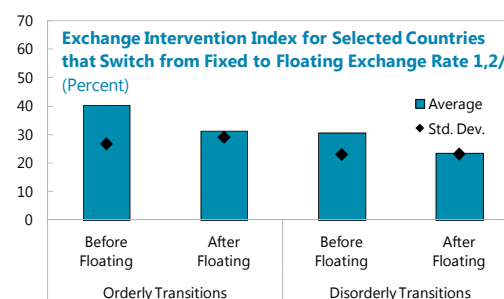 70
60
50
40
30
20
10
0
Exchange Intervention Index for Selected Countries
that Switch from Fixed to Floating Exchange Rate 1,2/
(Percent)
Average
Std. Dev.
Before Floating
After Floating
Before Floating
After Floating
Orderly Transitions
Disorderly Transitions